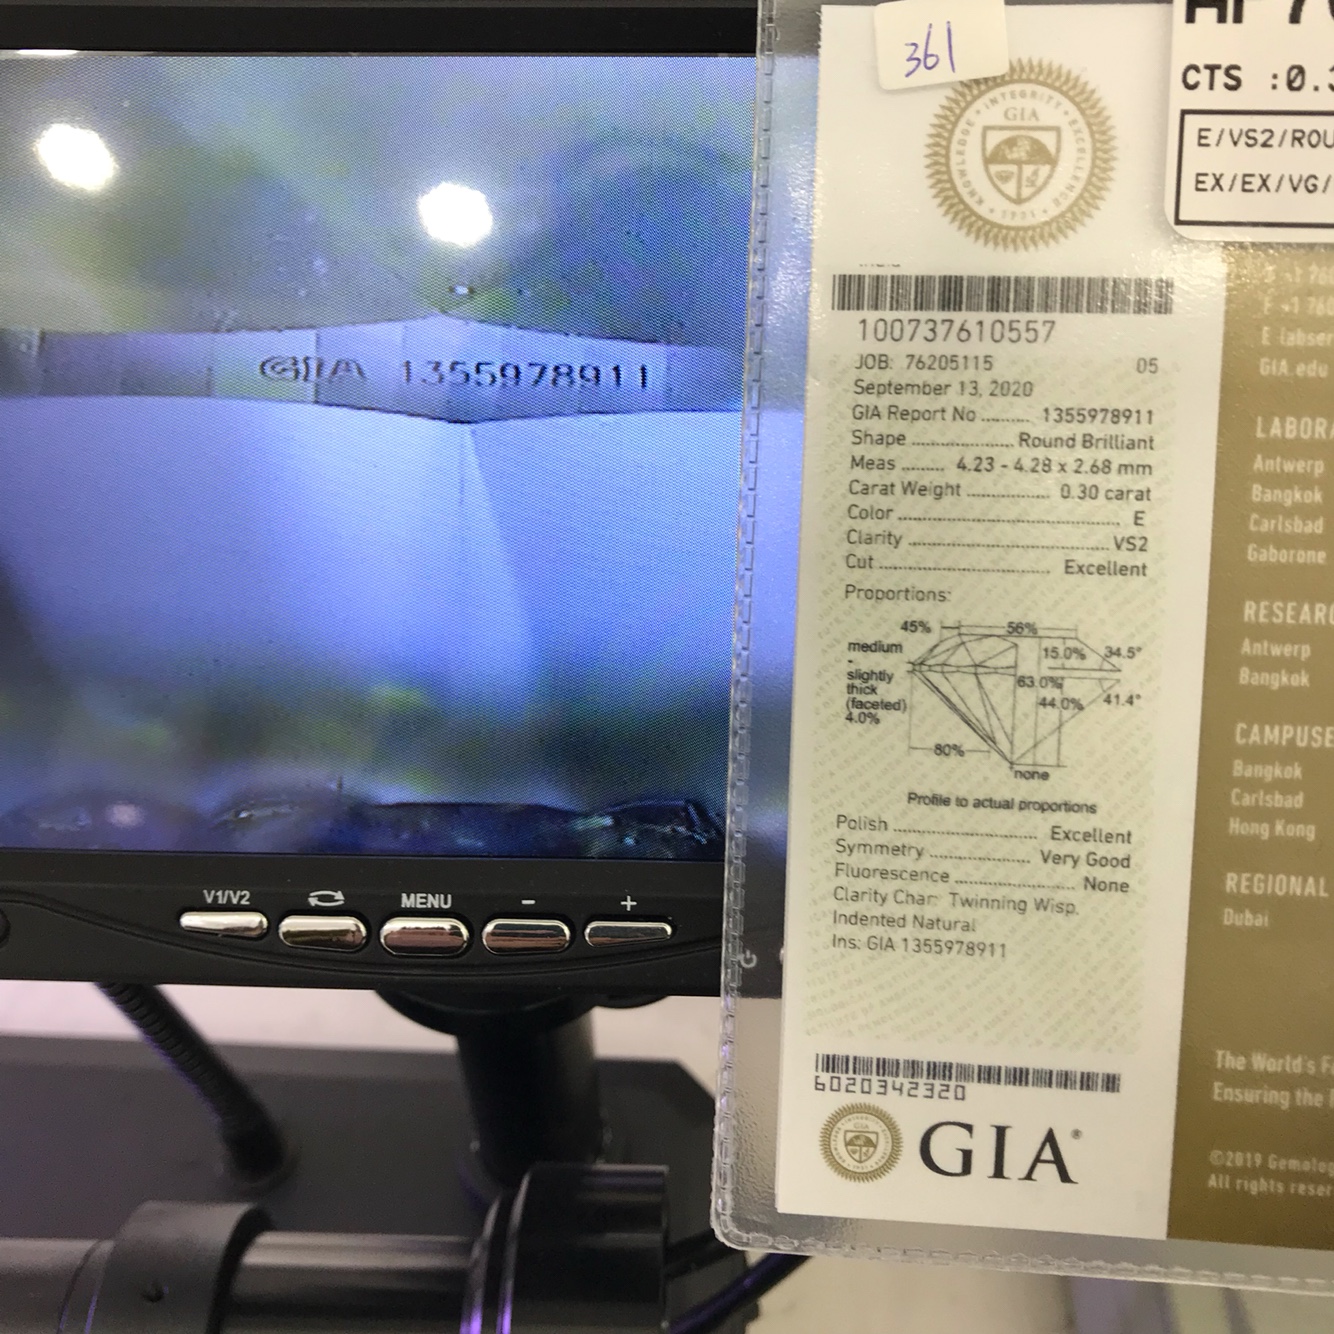 GIA 1355978911
V1/V2
MENU
-
+
361
KNOWLEDGE • INTEGRITY • EXCELLENCE
GIA
1931
100737610557
JOB: 76205115 05
September 13, 2020
GIA Report No .......... 1355978911
Shape ..................... Round Brilliant
Meas ......... 4.23 - 4.28 x 2.68 mm
Carat Weight ................. 0.30 carat
Color ............................................. E
Clarity ......................................... VS2
Cut ................................... Excellent
Proportions:
45% 56%
medium
-
slightly
thick
(faceted)
4.0%
15.0% 34.5°
63.0%
44.0% 41.4°
80%
none
Profile to actual proportions
Polish ............................. Excellent
Symmetry .................... Very Good
Fluorescence .......................... None
Clarity Char: Twinning Wisp,
Indented Natural
Ins: GIA 1355978911
6020342320
GIA®
CTS :0.3
E/VS2/ROU
EX/EX/VG/
GIA.edu
LABORA
Antwerp
Bangkok
Carlsbad
Gaborone
RESEARC
Antwerp
Bangkok
CAMPUSE
Bangkok
Carlsbad
Hong Kong
REGIONAL
Dubai
The World's F
Ensuring the
©2019 Gemolog
All rights reser